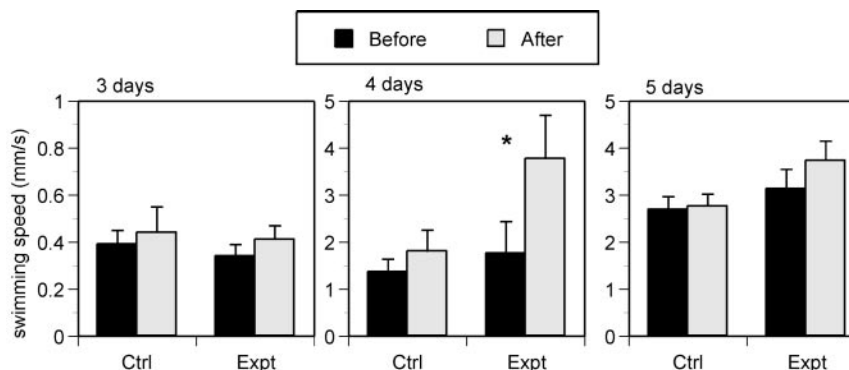 Before After
3 days
4 days
5 days
swimming speed (mm/s)
1
0.8
0.6
0.4
0.2
0
5
4
3
2
1
0
5
4
3
2
1
0
*
Ctrl Expt
Ctrl Expt
Ctrl Expt